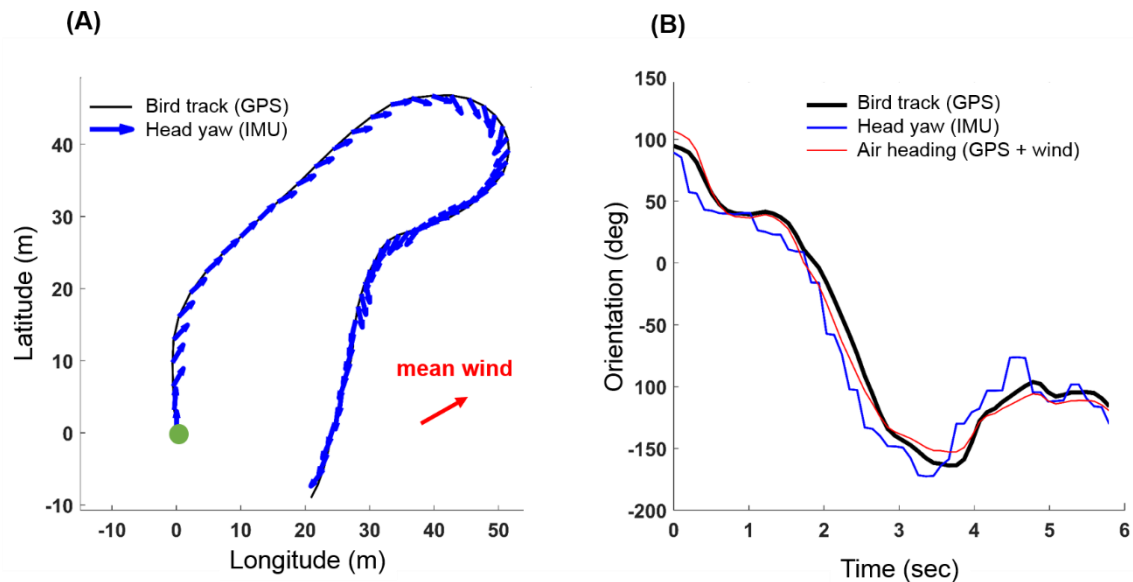 (A)
Bird track (GPS)
Head yaw (IMU)
Latitude (m)
40
30
20
10
0
-10
-10
0
10
20
30
40
50
Longitude (m)
mean wind
(B)
Bird track (GPS)
Head yaw (IMU)
Air heading (GPS + wind)
Orientation (deg)
150
100
50
0
-50
100
-150
-200
0
1
2
3
4
5
6
Time (sec)